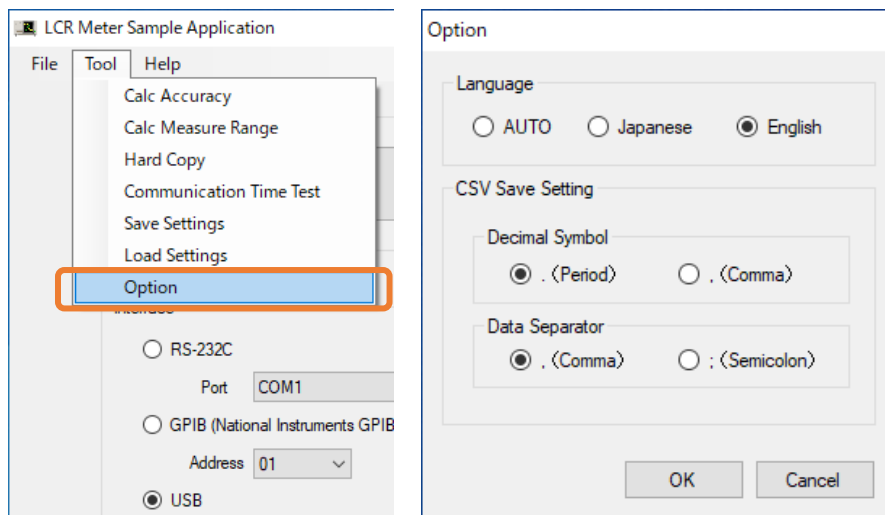 LCR Meter Sample Application
File Tool Help
Calc Accuracy
Calc Measure Range
Hard Copy
Communication Time Test
Save Settings
Load Settings
Option
RS-232C
Port COM1
GPIB (National Instruments GPIB
Address 01
USB
Option
Language
AUTO Japanese English
CSV Save Setting
Decimal Symbol
. (Period) , (Comma)
Data Separator
, (Comma) ; (Semicolon)
OK Cancel